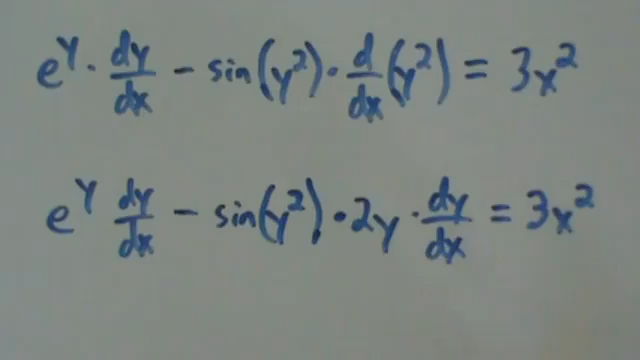 e^y · dy/dx − sin(y²) · d/dx (y²) = 3x²
e^y dy/dx − sin(y²) · 2y · dy/dx = 3x²